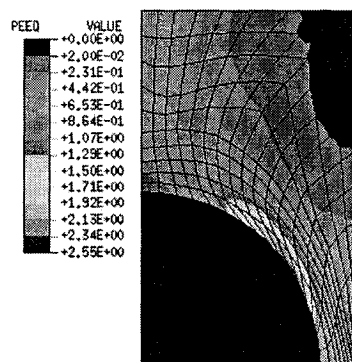 PEEQ VALUE
+0.00E+00
+2.00E-02
+2.31E-01
+4.42E-01
+6.53E-01
+8.64E-01
+1.07E+00
+1.29E+00
+1.50E+00
+1.71E+00
+1.92E+00
+2.13E+00
+2.34E+00
+2.55E+00